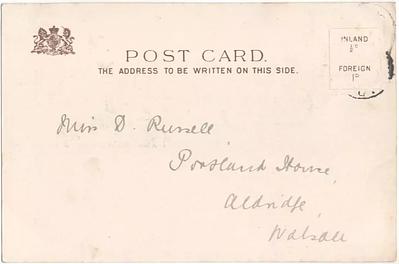 POST CARD.
THE ADDRESS TO BE WRITTEN ON THIS SIDE.
INLAND
½D
FOREIGN
1D
Miss D. Russell,
Portland House,
Aldridge,
Walsall